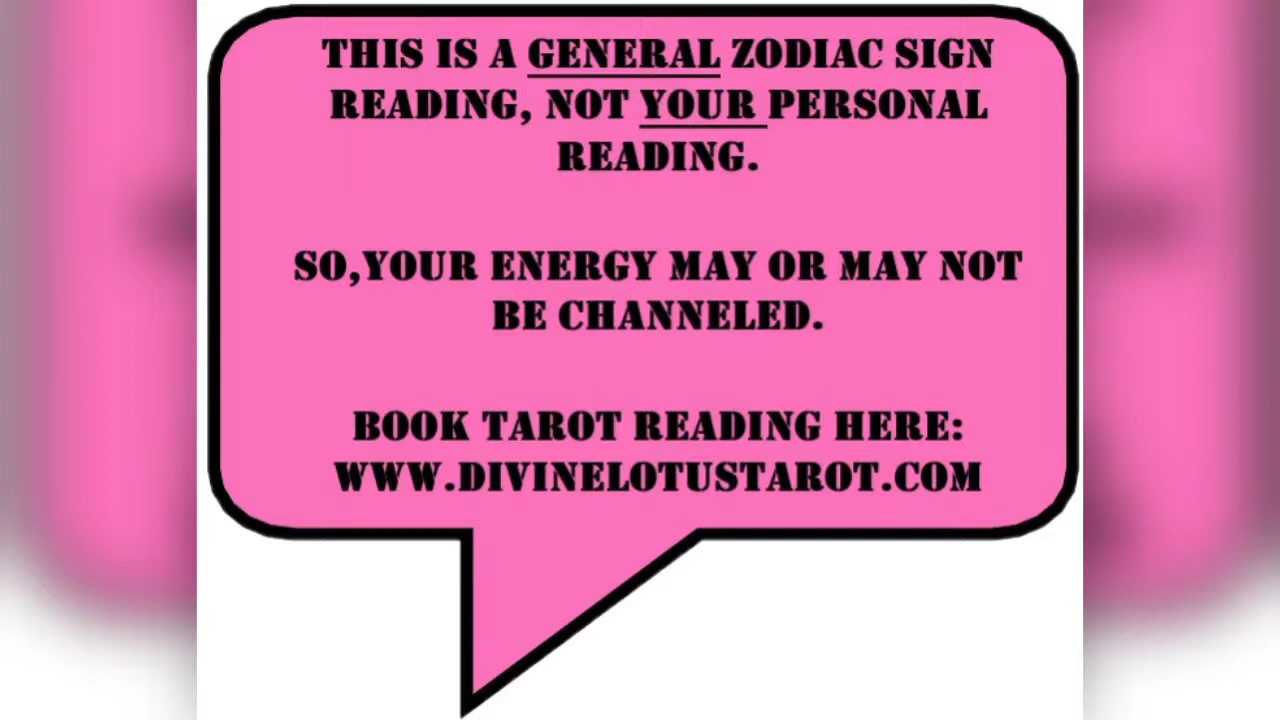 THIS IS A GENERAL ZODIAC SIGN
READING, NOT YOUR PERSONAL
READING.
SO,YOUR ENERGY MAY OR MAY NOT
BE CHANNELED.
BOOK TAROT READING HERE:
WWW.DIVINELOTUSTAROT.COM